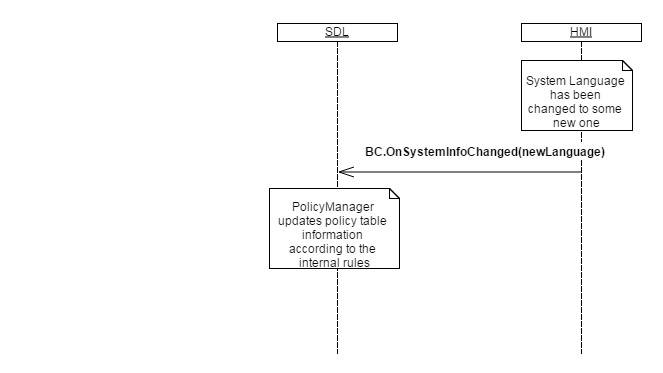 SDL
HMI
System Language
has been
changed to some
new one
BC.OnSystemInfoChanged(newLanguage)
PolicyManager
updates policy table
information
according to the
internal rules